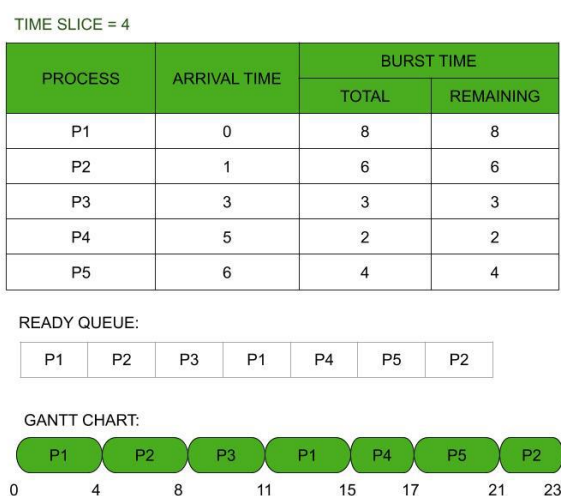 TIME SLICE = 4
PROCESS ARRIVAL TIME BURST TIME
TOTAL REMAINING
P1 0 8 8
P2 1 6 6
P3 3 3 3
P4 5 2 2
P5 6 4 4
READY QUEUE:
P1 P2 P3 P1 P4 P5 P2
GANTT CHART:
P1 P2 P3 P1 P4 P5 P2
0 4 8 11 15 17 21 23